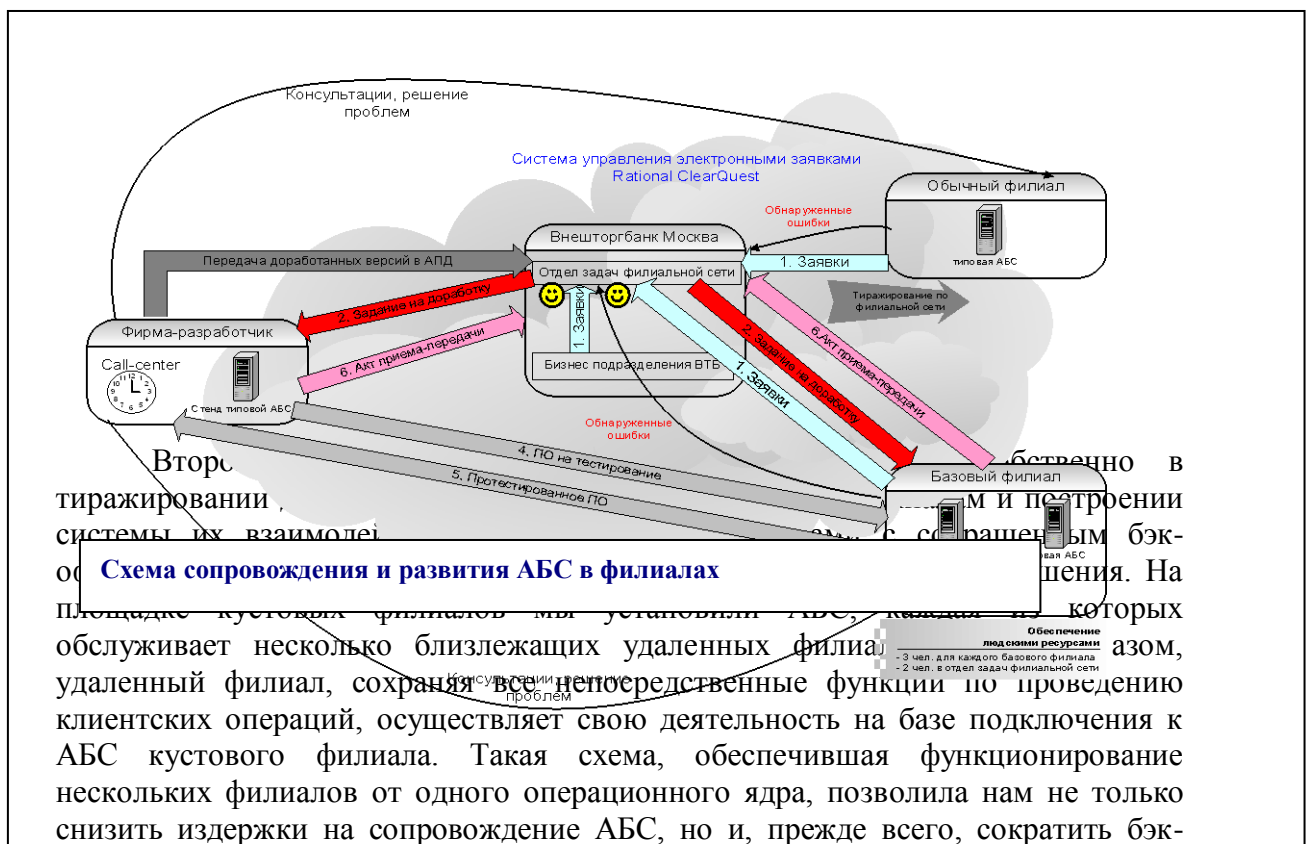 Консультации, решение
проблем
Система управления электронными заявками
Rational ClearQuest
Обычный филиал
типовая АБС
Обнаруженные
ошибки
Внешторгбанк Москва
Отдел задач филиальной сети
1. Заявки
Передача доработанных версий в АПД
2. Задание на доработку
1. Заявки
Тиражирование по
филиальной сети
Фирма-разработчик
Call-center
Стенд типовой АБС
6. Акт приема-передачи
Бизнес подразделения ВТБ
2. Задание на доработку
1. Заявки
6.Акт приема-передачи
Обнаруженные
ошибки
4. ПО на тестирование
5. Протестированное ПО
Базовый филиал
Схема сопровождения и развития АБС в филиалах
Обеспечение
людскими ресурсами
- 3 чел. для каждого базового филиала
- 2 чел. в отдел задач филиальной сети
Консультации, решение
проблем
в
тиражировании и построении
системы их с бэк-
шения. На
площадке кустовых филиалов мы установили АБС, каждая из которых
обслуживает несколько близлежащих удаленных азом,
удаленный филиал, сохраняя все непосредственные функции по проведению
клиентских операций, осуществляет свою деятельность на базе подключения к
АБС кустового филиала. Такая схема, обеспечившая функционирование
нескольких филиалов от одного операционного ядра, позволила нам не только
снизить издержки на сопровождение АБС, но и, прежде всего, сократить бэк-